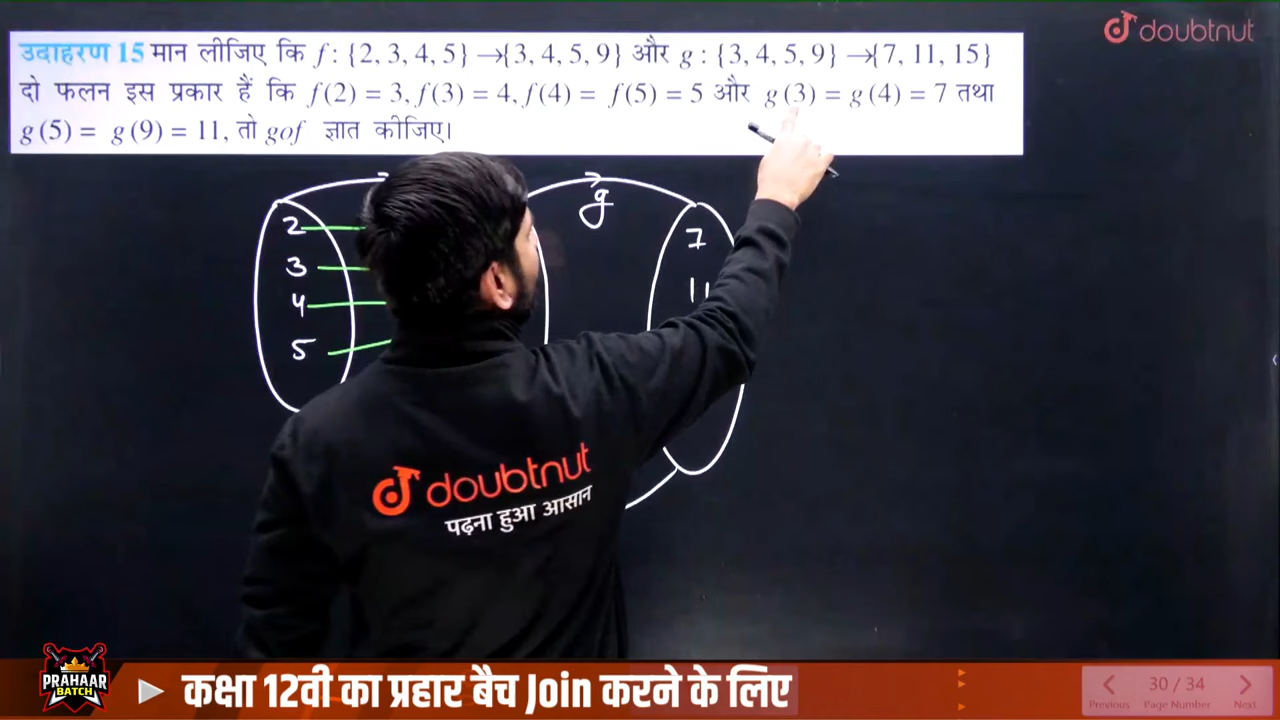 doubtnut
उदाहरण 15 मान लीजिए कि f : {2, 3, 4, 5} →{3, 4, 5, 9} और g : {3, 4, 5, 9} →{7, 11, 15}
दो फलन इस प्रकार हैं कि f(2) = 3, f(3) = 4, f(4) = f(5) = 5 और g(3) = g(4) = 7 तथा
g(5) = g(9) = 11, तो gof ज्ञात कीजिए।
g
2
7
3
11
4
5
doubtnut
पढ़ना हुआ आसान
PRAHAAR
BATCH
कक्षा 12वी का प्रहार बैच Join करने के लिए
30 / 34
Previous Page Number Next